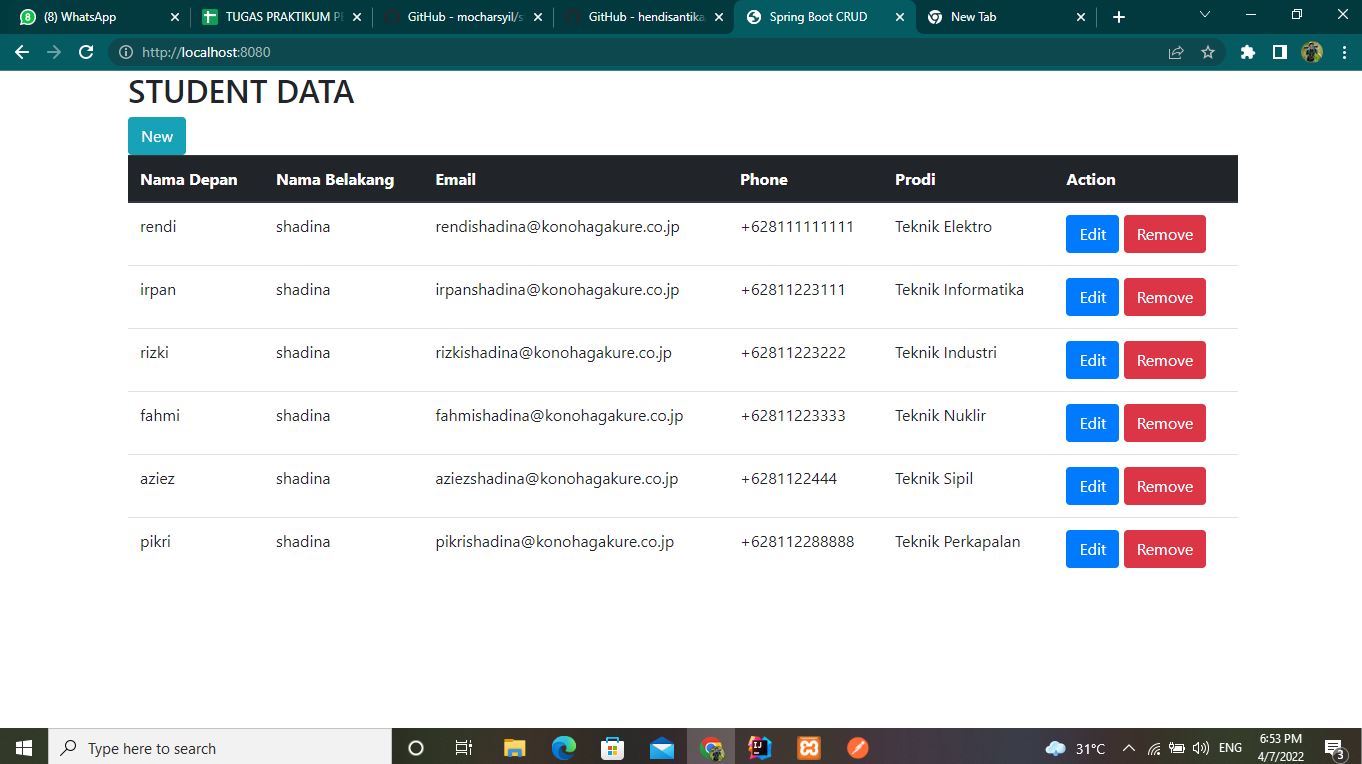 (8) WhatsApp
TUGAS PRAKTIKUM PE
GitHub - mocharsyil/s
GitHub - hendisantika
Spring Boot CRUD
New Tab
http://localhost:8080
STUDENT DATA
New
Nama Depan Nama Belakang Email Phone Prodi Action
rendi shadina rendishadina@konohagakure.co.jp +628111111111 Teknik Elektro Edit Remove
irpan shadina irpanshadina@konohagakure.co.jp +62811223111 Teknik Informatika Edit Remove
rizki shadina rizkishadina@konohagakure.co.jp +62811223222 Teknik Industri Edit Remove
fahmi shadina fahmishadina@konohagakure.co.jp +62811223333 Teknik Nuklir Edit Remove
aziez shadina aziezshadina@konohagakure.co.jp +6281122444 Teknik Sipil Edit Remove
pikri shadina pikrishadina@konohagakure.co.jp +628112288888 Teknik Perkapalan Edit Remove
Type here to search
31°C
ENG
6:53 PM
4/7/2022
3